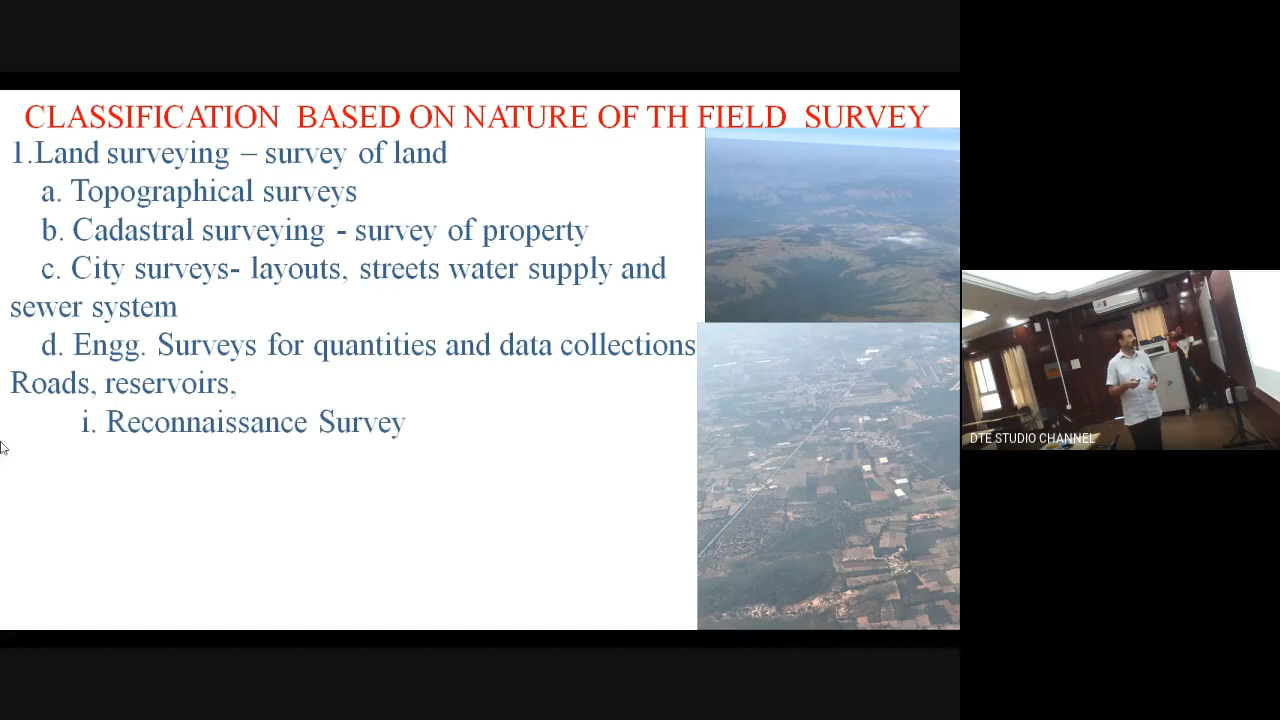 CLASSIFICATION BASED ON NATURE OF TH FIELD SURVEY
1.Land surveying – survey of land
a. Topographical surveys
b. Cadastral surveying - survey of property
c. City surveys- layouts, streets water supply and
sewer system
d. Engg. Surveys for quantities and data collections
Roads, reservoirs,
i. Reconnaissance Survey
DTE STUDIO CHANNEL